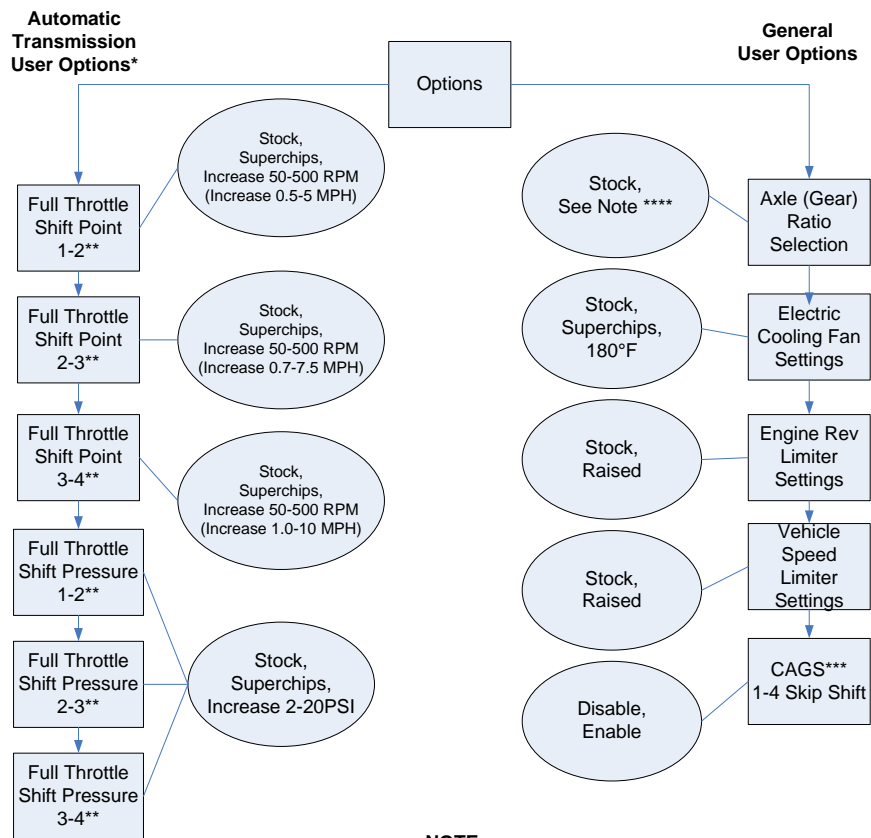 Automatic
Transmission
User Options*
General
User Options
Options
Stock,
Superchips,
Increase 50-500 RPM
(Increase 0.5-5 MPH)
Full Throttle
Shift Point
1-2**
Stock,
Superchips,
Increase 50-500 RPM
(Increase 0.7-7.5 MPH)
Full Throttle
Shift Point
2-3**
Full Throttle
Shift Point
3-4**
Stock,
Superchips,
Increase 50-500 RPM
(Increase 1.0-10 MPH)
Full Throttle
Shift Pressure
1-2**
Full Throttle
Shift Pressure
2-3**
Stock,
Superchips,
Increase 2-20PSI
Full Throttle
Shift Pressure
3-4**
Stock,
See Note ****
Axle (Gear)
Ratio
Selection
Stock,
Superchips,
180°F
Electric
Cooling Fan
Settings
Stock,
Raised
Engine Rev
Limiter
Settings
Stock,
Raised
Vehicle
Speed
Limiter
Settings
Disable,
Enable
CAGS***
1-4 Skip Shift
NOTE